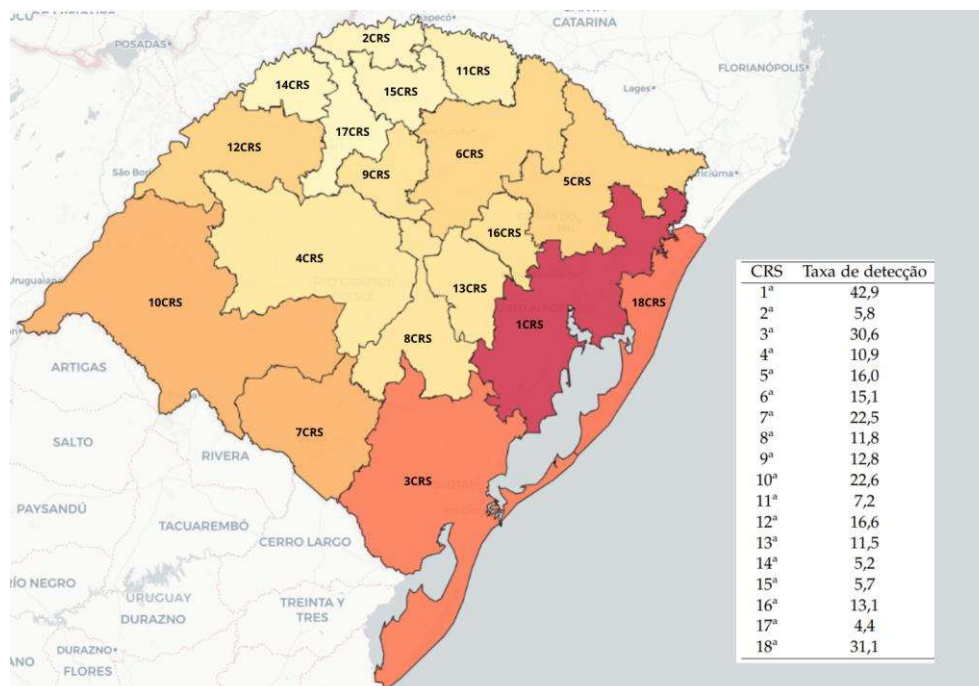 CATARINA
POSADAS
2CRS
FLORIANÓPOLIS
11CRS
14CRS
15CRS
Lages
17CRS
12CRS
6CRS
9CRS
5CRS
São Bor
riciúma
16CRS
4CRS
Uruguaiana
13CRS
18CRS
10CRS
1CRS
8CRS
ARTIGAS
7CRS
SALTO
RIVERA
3CRS
PAYSANDÚ
TACUAREMBÓ
CERRO LARGO
ÍO NEGRO
URUGUAY
TREINTA Y
TRES
DURAZNO
DURAZNO
FLORES
CRS Taxa de detecção
1ª 42,9
2ª 5,8
3ª 30,6
4ª 10,9
5ª 16,0
6ª 15,1
7ª 22,5
8ª 11,8
9ª 12,8
10ª 22,6
11ª 7,2
12ª 16,6
13ª 11,5
14ª 5,2
15ª 5,7
16ª 13,1
17ª 4,4
18ª 31,1